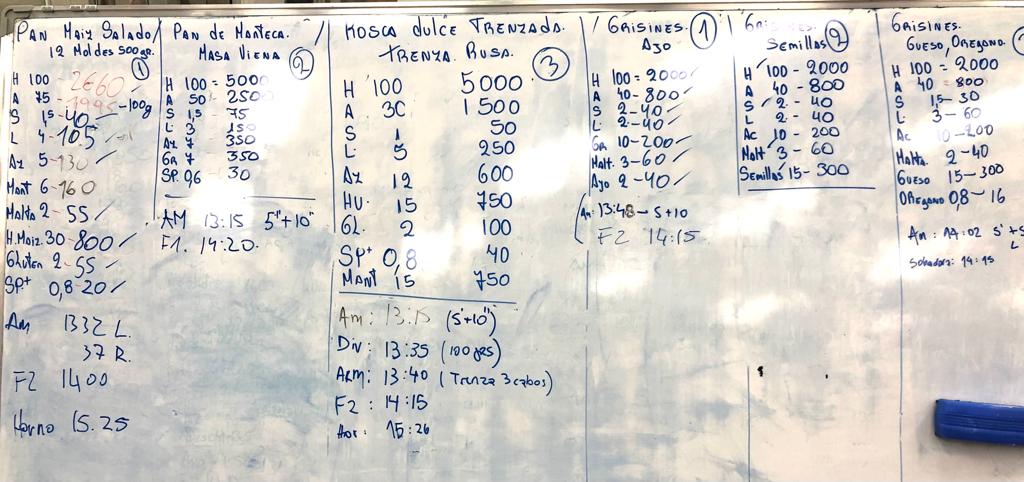 Pan Maiz Salado
12 Moldes 500gr.
1
H 100 - 2660
A 75 - 1995 - 100g
S 1,5 - 40
L 4 - 105
Az 5 - 130
Mant 6 - 160
Malta 2 - 55
H.Maiz. 30 - 800
Gluten 2 - 55
SP+ 0,8 - 20
Am 1332 L.
37 R.
F2 1400
Horno 15.25
Pan de Manteca.
Masa Viena
2
H 100 = 5000
A 50 2500
S 1,5 - 75
L 3 150
Az 7 - 350
Gr 7 350
SP. 0,6 30
AM 13:15 5"+10"
F1. 14:20.
Rosca dulce Trenzada.
Trenza Rusa.
3
H 100 5000
A 30 1500
S 1 50
L 5 250
Az 12 600
HU. 15 750
GL. 2 100
SP+ 0,8 40
Mant 15 750
Am: 13:15 (5'+10")
Div: 13:35 (100 grs)
Arm: 13:40 (Trenza 3 cabos)
F2: 14:15
Hor: 15:26
Grisines
Ajo
1
H 100 = 2000
A 40 - 800
S 2 - 40
L 2 - 40
Gr 10 - 200
Malt. 3 - 60
Ajo 2 - 40
Am: 13:48 - 5+10
F2 14:15
Grisines.
Semillas
2
H 100 - 2000
A 40 - 800
S 2 - 40
L 2 - 40
Ac 10 - 200
Malt 3 - 60
Semillas 15 - 300
Grisines.
Queso, Oregano.
H 100 = 2000
A 40 = 800
S 15 - 30
L 3 - 60
Ac 10 - 200
Malta. 2 - 40
Queso 15 - 300
Oregano 0,8 - 16
Am: 14:02 5'+5
L
Sobadora: 14:15